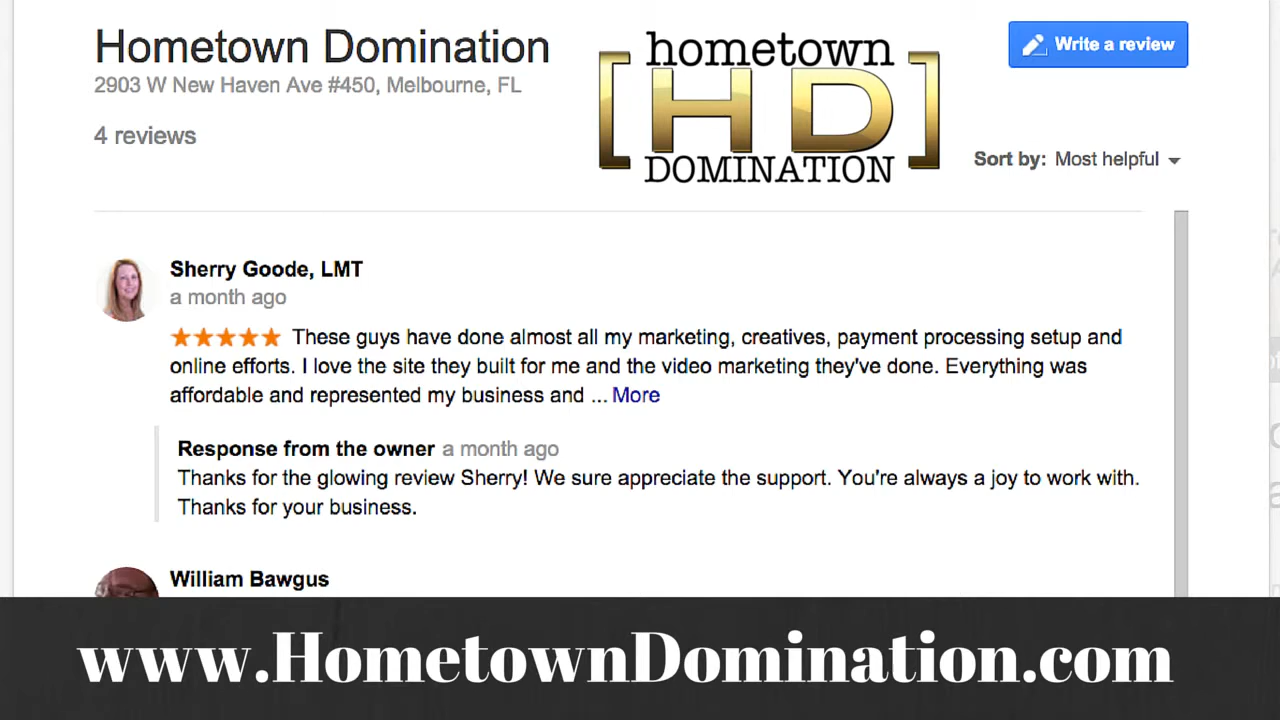 Hometown Domination
2903 W New Haven Ave #450, Melbourne, FL
4 reviews
hometown
[HD]
DOMINATION
Write a review
Sort by: Most helpful
Sherry Goode, LMT
a month ago
These guys have done almost all my marketing, creatives, payment processing setup and
online efforts. I love the site they built for me and the video marketing they've done. Everything was
affordable and represented my business and ... More
Response from the owner a month ago
Thanks for the glowing review Sherry! We sure appreciate the support. You're always a joy to work with.
Thanks for your business.
William Bawgus
www.HometownDomination.com